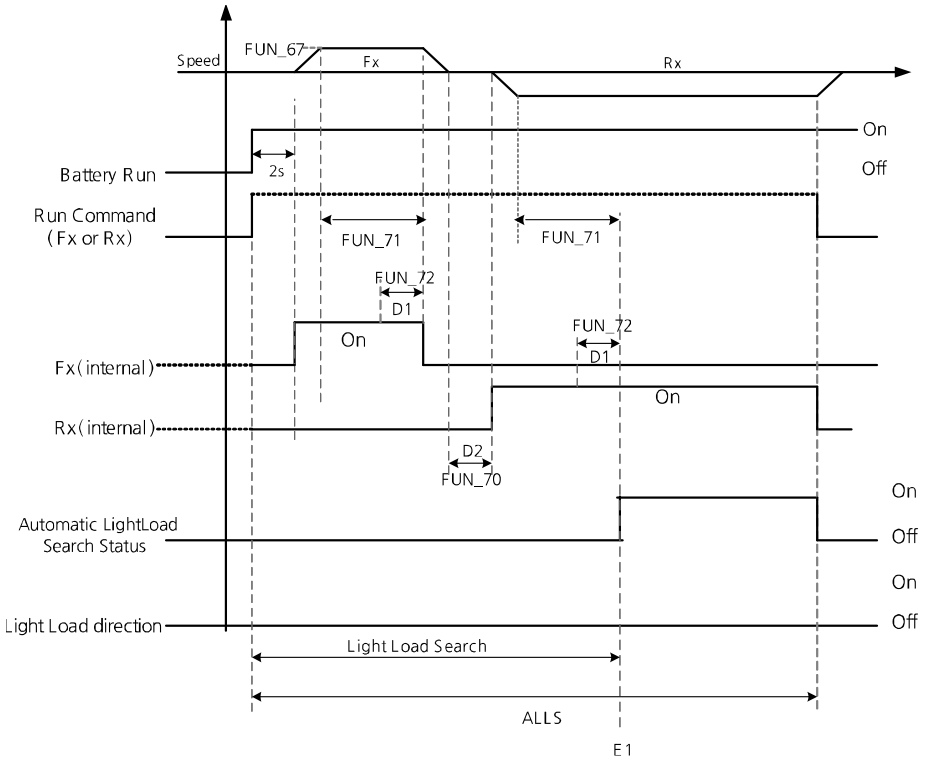 FUN_67
Speed
Fx
Rx
On
Off
Battery Run
2s
Run Command
(Fx or Rx)
FUN_71
FUN_71
FUN_72
D1
On
FUN_72
D1
Fx(internal)
On
Rx(internal)
D2
FUN_70
On
Automatic LightLoad
Search Status
Off
On
Light Load direction
Off
Light Load Search
ALLS
E1